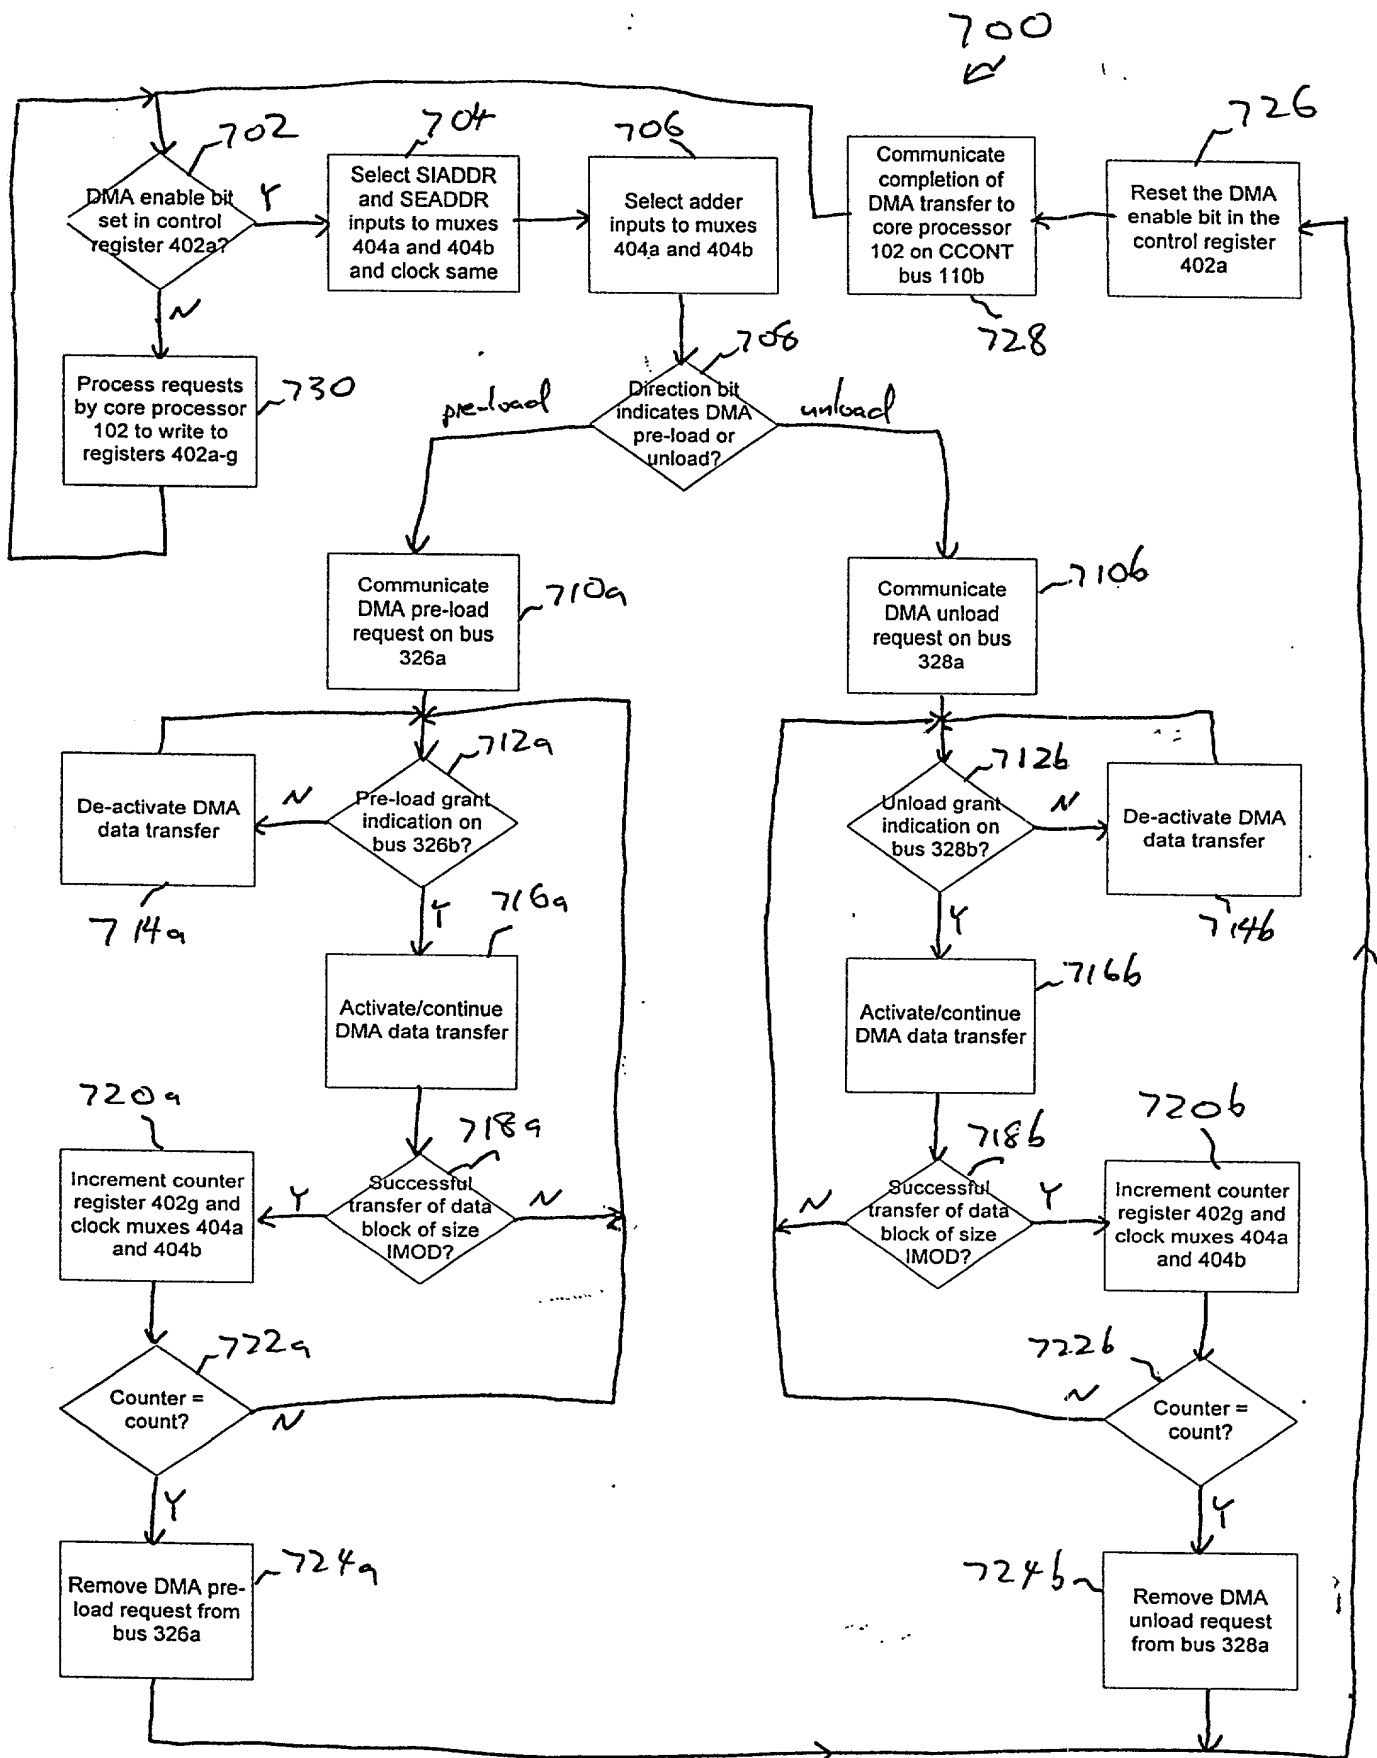 700
702
DMA enable bit
set in control
register 402a?
Y
N
704
Select SIADDR
and SEADDR
inputs to muxes
404a and 404b
and clock same
706
Select adder
inputs to muxes
404a and 404b
Communicate
completion of
DMA transfer to
core processor
102 on CCONT
bus 110b
728
726
Reset the DMA
enable bit in the
control register
402a
Process requests
by core processor
102 to write to
registers 402a-g
730
708
Direction bit
indicates DMA
pre-load or
unload?
pre-load
unload
Communicate
DMA pre-load
request on bus
326a
710a
Communicate
DMA unload
request on bus
328a
710b
712a
Pre-load grant
indication on
bus 326b?
N
Y
De-activate DMA
data transfer
714a
712b
Unload grant
indication on
bus 328b?
N
Y
De-activate DMA
data transfer
714b
716a
Activate/continue
DMA data transfer
716b
Activate/continue
DMA data transfer
718a
Successful
transfer of data
block of size
IMOD?
Y
N
720a
Increment counter
register 402g and
clock muxes 404a
and 404b
718b
Successful
transfer of data
block of size
IMOD?
N
Y
720b
Increment counter
register 402g and
clock muxes 404a
and 404b
722a
Counter =
count?
N
Y
722b
Counter =
count?
N
Y
724a
Remove DMA pre-
load request from
bus 326a
724b
Remove DMA
unload request
from bus 328a